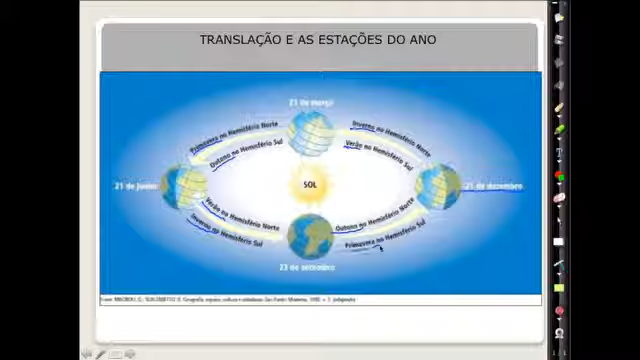 TRANSLAÇÃO E AS ESTAÇÕES DO ANO
21 de março
Primavera no Hemisfério Norte
Outono no Hemisfério Sul
Inverno no Hemisfério Norte
Verão no Hemisfério Sul
21 de junho
SOL
21 de dezembro
Verão no Hemisfério Norte
Inverno no Hemisfério Sul
Outono no Hemisfério Norte
Primavera no Hemisfério Sul
23 de setembro